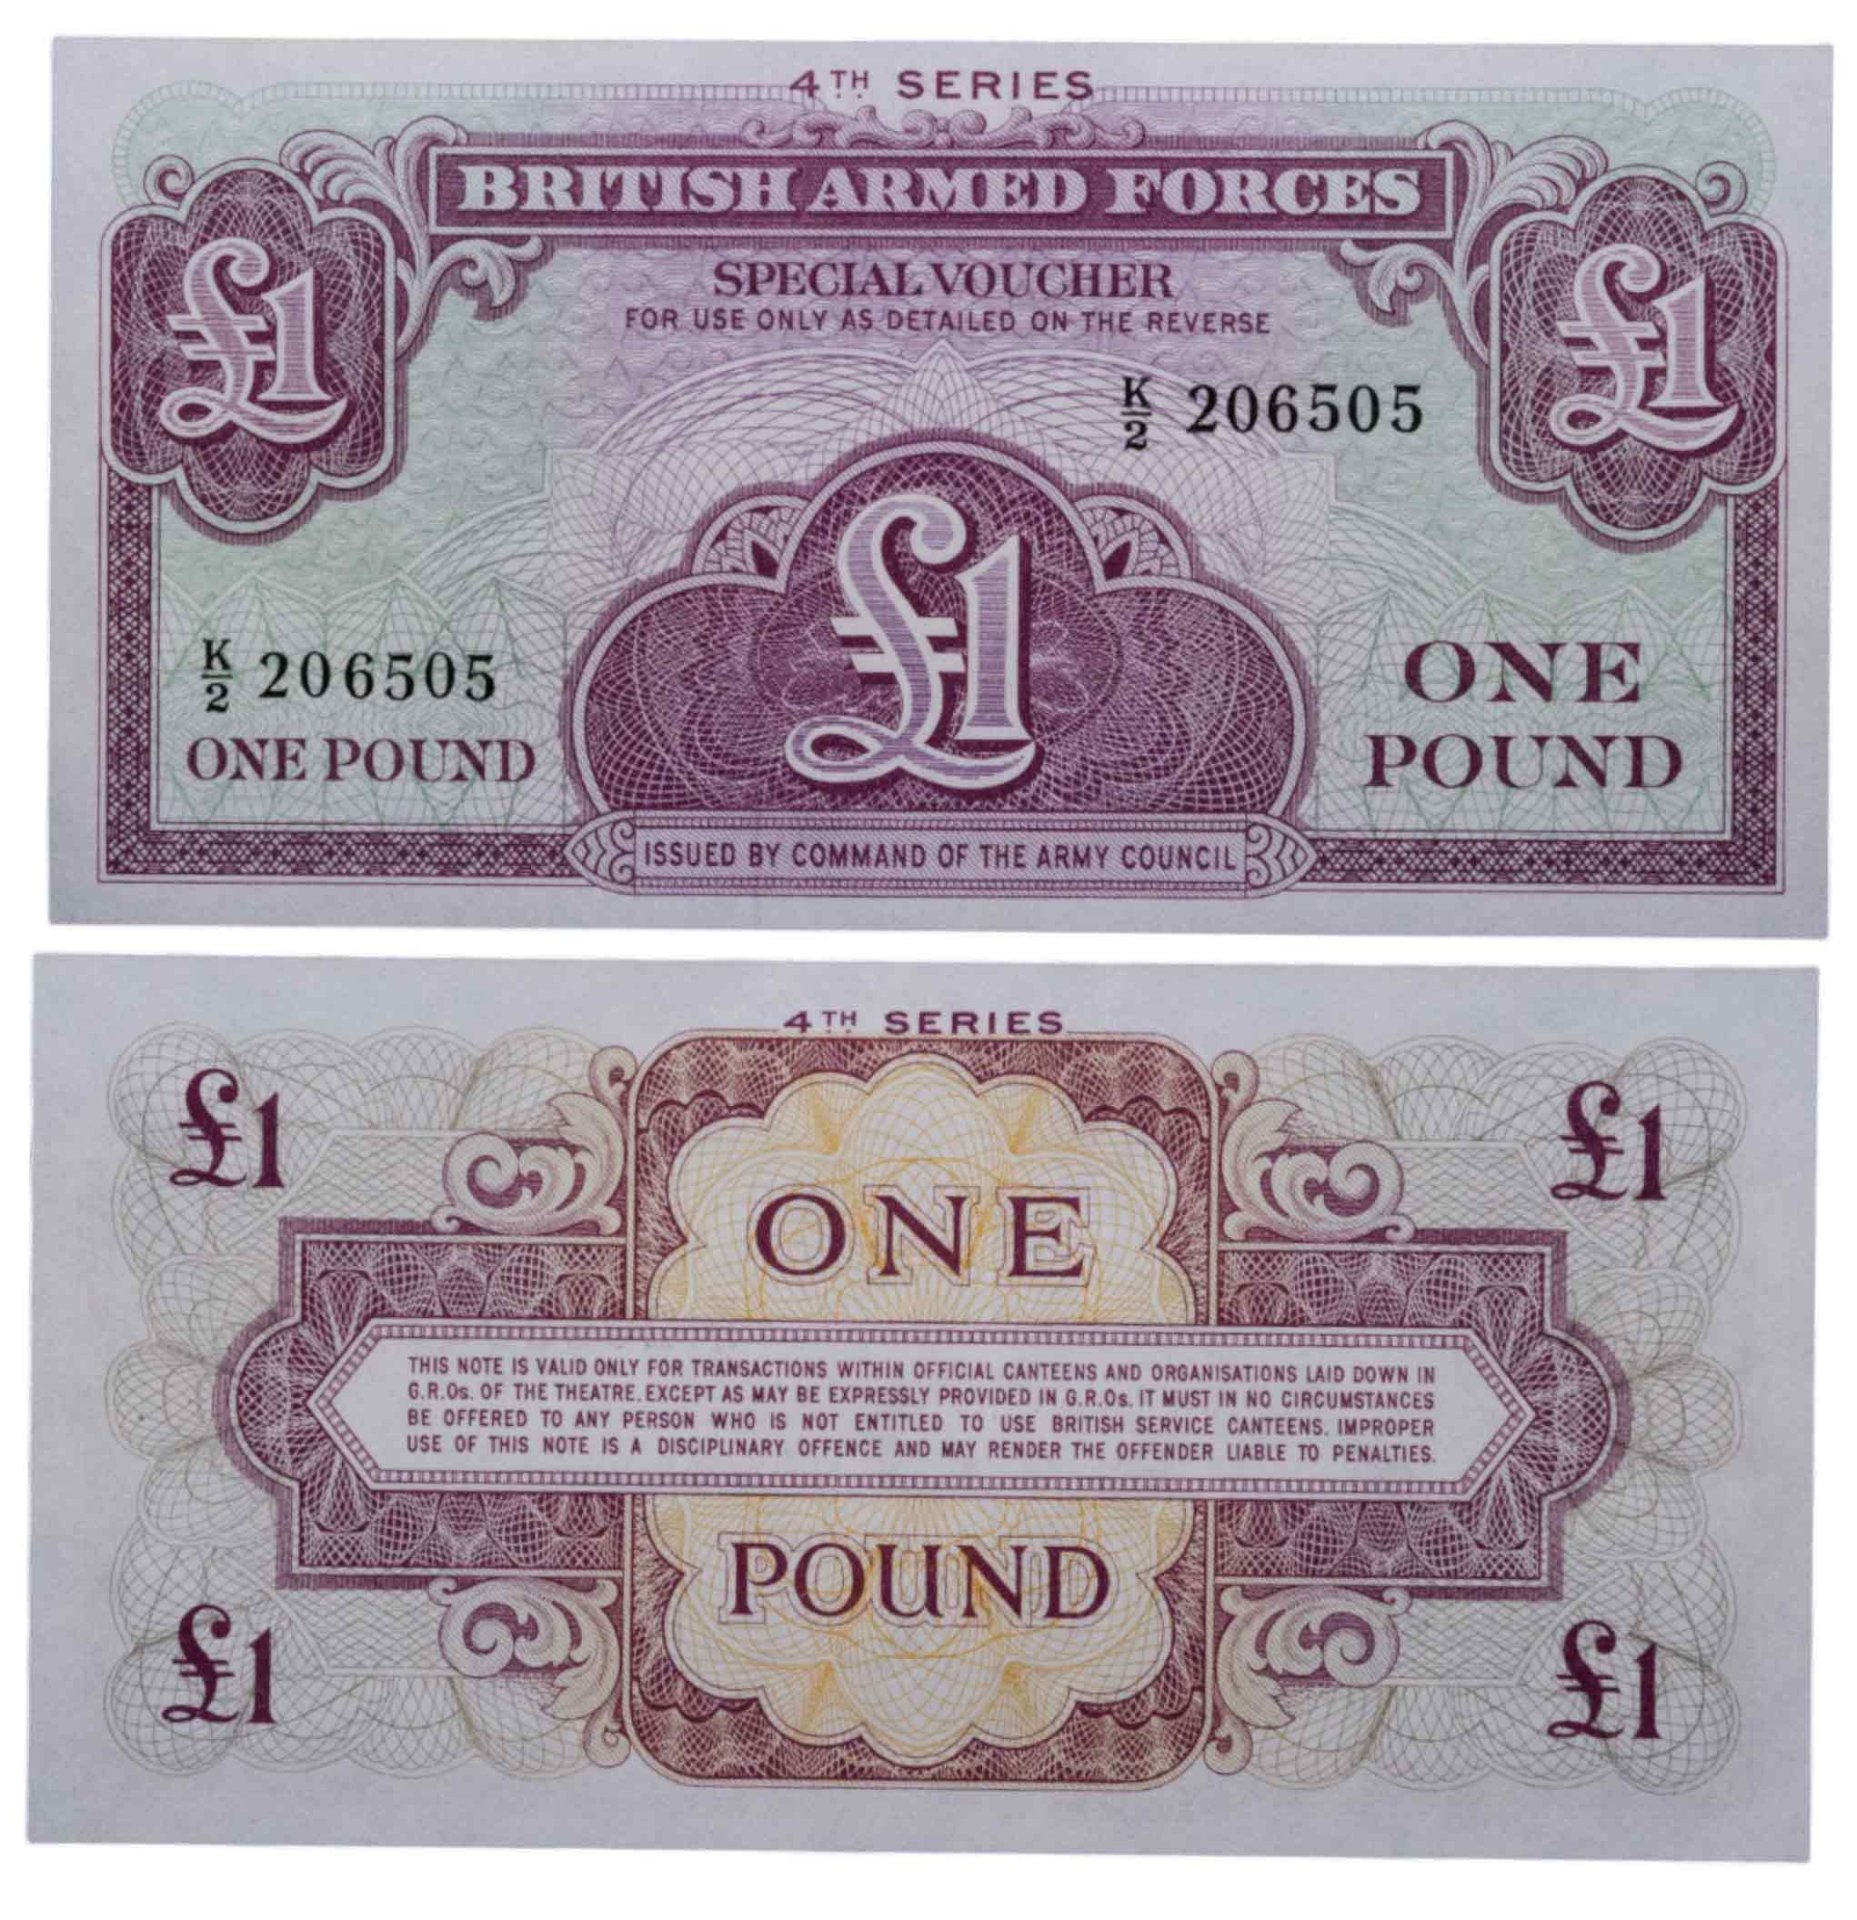 4TH SERIES
BRITISH ARMED FORCES
£1
£1
SPECIAL VOUCHER
FOR USE ONLY AS DETAILED ON THE REVERSE
K/2 206505
£1
K/2 206505
ONE POUND
ONE
POUND
ISSUED BY COMMAND OF THE ARMY COUNCIL
4TH SERIES
£1
£1
ONE
THIS NOTE IS VALID ONLY FOR TRANSACTIONS WITHIN OFFICIAL CANTEENS AND ORGANISATIONS LAID DOWN IN
G.R.Os. OF THE THEATRE. EXCEPT AS MAY BE EXPRESSLY PROVIDED IN G.R.Os. IT MUST IN NO CIRCUMSTANCES
BE OFFERED TO ANY PERSON WHO IS NOT ENTITLED TO USE BRITISH SERVICE CANTEENS. IMPROPER
USE OF THIS NOTE IS A DISCIPLINARY OFFENCE AND MAY RENDER THE OFFENDER LIABLE TO PENALTIES.
POUND
£1
£1